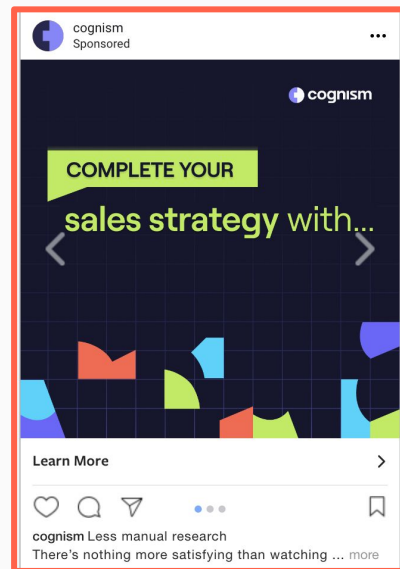 cognism
Sponsored
cognism
COMPLETE YOUR
sales strategy with...
Learn More
cognism Less manual research
There's nothing more satisfying than watching ... more